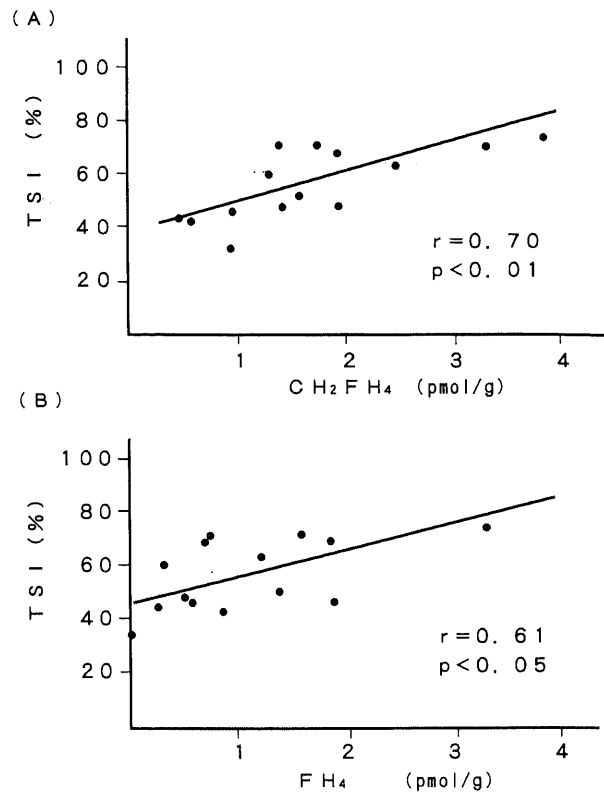 (A)
100
80
60
40
20
TSI (%)
r=0. 70
p<0. 01
1 2 3 4
CH₂FH₄ (pmol/g)
(B)
100
80
60
40
20
TSI (%)
r=0. 61
p<0. 05
1 2 3 4
FH₄ (pmol/g)